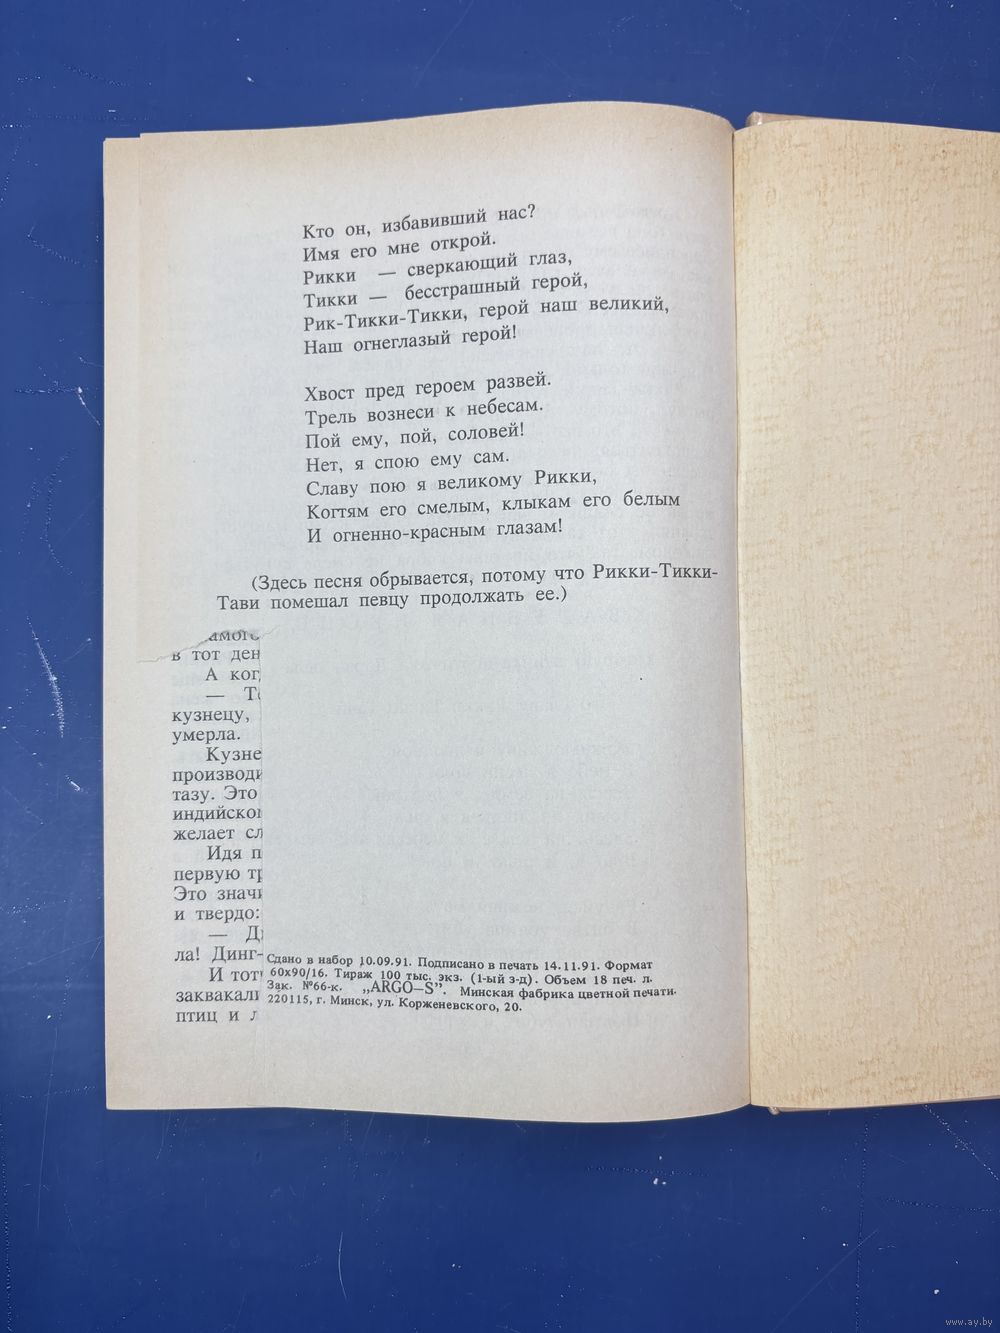 Кто он, избавивший нас?
Имя его мне открой.
Рикки — сверкающий глаз,
Тикки — бесстрашный герой,
Рик-Тикки-Тикки, герой наш великий,
Наш огнеглазый герой!
Хвост пред героем развей.
Трель вознеси к небесам.
Пой ему, пой, соловей!
Нет, я спою ему сам.
Славу пою я великому Рикки,
Когтям его смелым, клыкам его белым
И огненно-красным глазам!
(Здесь песня обрывается, потому что Рикки-Тикки-
Тави помешал певцу продолжать ее.)
в тот ден
А ког
— Т
кузнецу,
умерла.
Кузне
производи
тазу. Это
индийског
желает сл
Идя п
первую тр
Это значи
и твердо:
— Д
ла! Динг-
И тот
заквакали
птиц и л
Сдано в набор 10.09.91. Подписано в печать 14.11.91. Формат
60х90/16. Тираж 100 тыс. экз. (1-ый з-д). Объем 18 печ. л.
Зак. №66-к. „ARGO—S”. Минская фабрика цветной печати.
220115, г. Минск, ул. Корженевского, 20.
www.ay.by